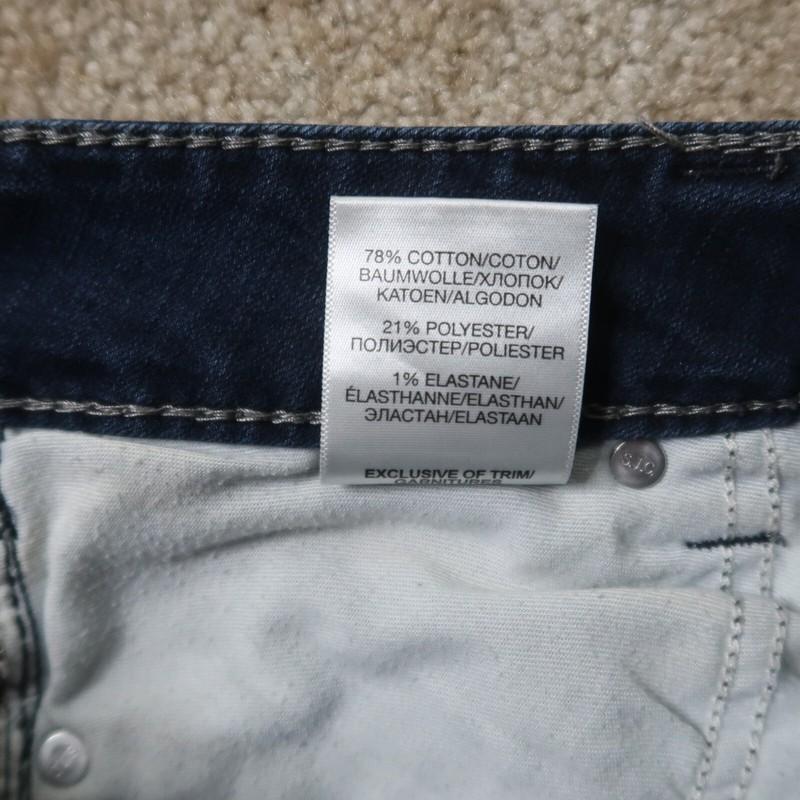 78% COTTON/COTON/
BAUMWOLLE/ХЛОПОК/
KATOEN/ALGODON
21% POLYESTER/
ПОЛИЭСТЕР/POLIESTER
1% ELASTANE/
ÉLASTHANNE/ELASTHAN/
ЭЛАСТАН/ELASTAAN
EXCLUSIVE OF TRIM/
GARNITURES
S.I.C.